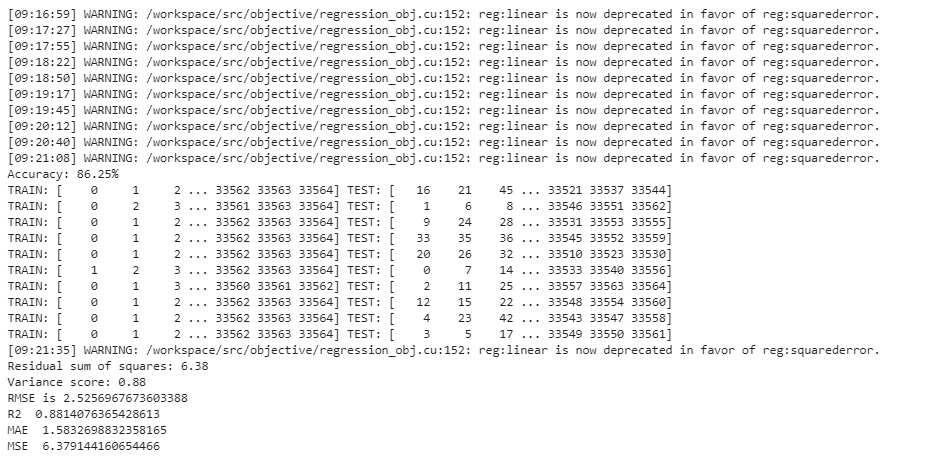 [09:16:59] WARNING: /workspace/src/objective/regression_obj.cu:152: reg:linear is now deprecated in favor of reg:squarederror.
[09:17:27] WARNING: /workspace/src/objective/regression_obj.cu:152: reg:linear is now deprecated in favor of reg:squarederror.
[09:17:55] WARNING: /workspace/src/objective/regression_obj.cu:152: reg:linear is now deprecated in favor of reg:squarederror.
[09:18:22] WARNING: /workspace/src/objective/regression_obj.cu:152: reg:linear is now deprecated in favor of reg:squarederror.
[09:18:50] WARNING: /workspace/src/objective/regression_obj.cu:152: reg:linear is now deprecated in favor of reg:squarederror.
[09:19:17] WARNING: /workspace/src/objective/regression_obj.cu:152: reg:linear is now deprecated in favor of reg:squarederror.
[09:19:45] WARNING: /workspace/src/objective/regression_obj.cu:152: reg:linear is now deprecated in favor of reg:squarederror.
[09:20:12] WARNING: /workspace/src/objective/regression_obj.cu:152: reg:linear is now deprecated in favor of reg:squarederror.
[09:20:40] WARNING: /workspace/src/objective/regression_obj.cu:152: reg:linear is now deprecated in favor of reg:squarederror.
[09:21:08] WARNING: /workspace/src/objective/regression_obj.cu:152: reg:linear is now deprecated in favor of reg:squarederror.
Accuracy: 86.25%
TRAIN: [    0     1     2 ... 33562 33563 33564] TEST: [   16    21    45 ... 33521 33537 33544]
TRAIN: [    0     2     3 ... 33561 33563 33564] TEST: [    1     6     8 ... 33546 33551 33562]
TRAIN: [    0     1     2 ... 33562 33563 33564] TEST: [    9    24    28 ... 33531 33553 33555]
TRAIN: [    0     1     2 ... 33562 33563 33564] TEST: [   33    35    36 ... 33545 33552 33559]
TRAIN: [    0     1     2 ... 33562 33563 33564] TEST: [   20    26    32 ... 33510 33523 33530]
TRAIN: [    1     2     3 ... 33562 33563 33564] TEST: [    0     7    14 ... 33533 33540 33556]
TRAIN: [    0     1     3 ... 33560 33561 33562] TEST: [    2    11    25 ... 33557 33563 33564]
TRAIN: [    0     1     2 ... 33562 33563 33564] TEST: [   12    15    22 ... 33548 33554 33560]
TRAIN: [    0     1     2 ... 33562 33563 33564] TEST: [    4    23    42 ... 33543 33547 33558]
TRAIN: [    0     1     2 ... 33562 33563 33564] TEST: [    3     5    17 ... 33549 33550 33561]
[09:21:35] WARNING: /workspace/src/objective/regression_obj.cu:152: reg:linear is now deprecated in favor of reg:squarederror.
Residual sum of squares: 6.38
Variance score: 0.88
RMSE is 2.5256967673603388
R2  0.8814076365428613
MAE  1.5832698832358165
MSE  6.379144160654466